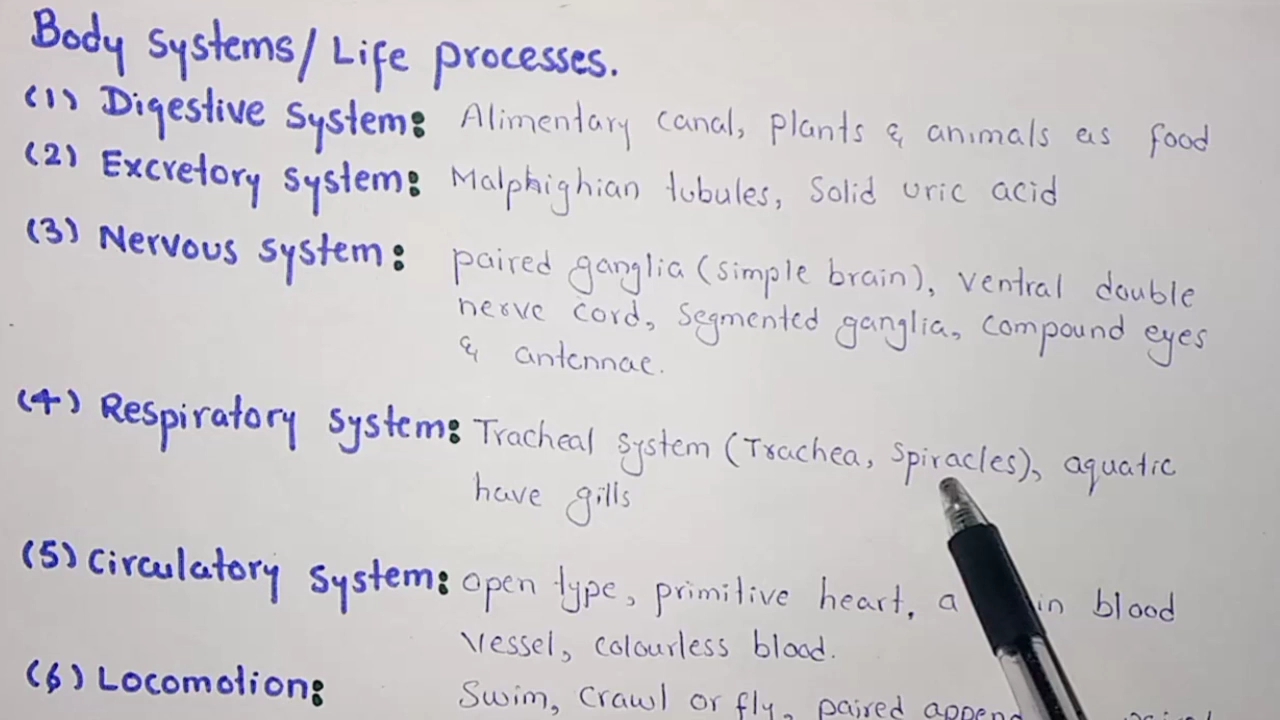 Body Systems/ Life processes.
(1) Digestive System: Alimentary canal, plants & animals as food
(2) Excretory System: Malphighian tubules, Solid uric acid
(3) Nervous System: paired ganglia (simple brain), ventral double
nerve cord, Segmented ganglia, compound eyes
& antennae.
(4) Respiratory System: Tracheal system (Trachea, Spiracles), aquatic
have gills
(5) Circulatory System: open type, primitive heart, a in blood
vessel, colourless blood.
(6) Locomotion: Swim, crawl or fly, paired